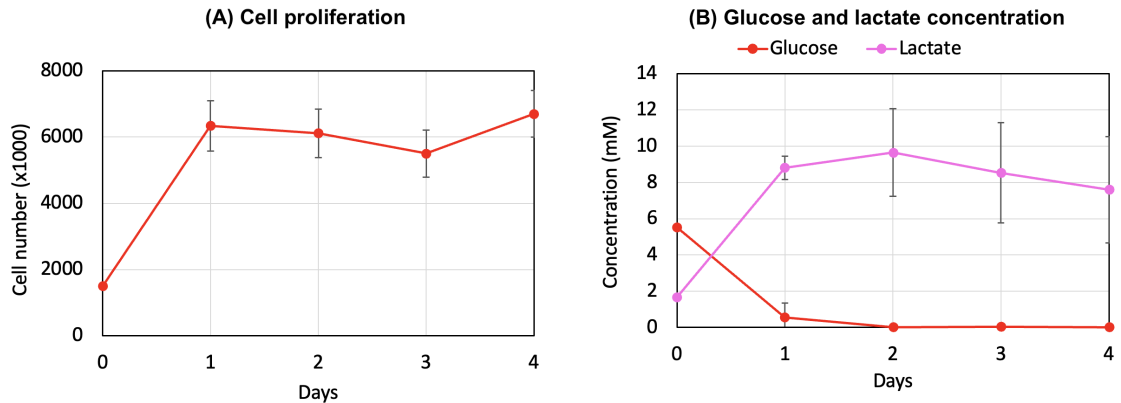 (A) Cell proliferation
8000
6000
4000
2000
0
Cell number (x1000)
0 1 2 3 4
Days
(B) Glucose and lactate concentration
Glucose Lactate
14
12
10
8
6
4
2
0
Concentration (mM)
0 1 2 3 4
Days